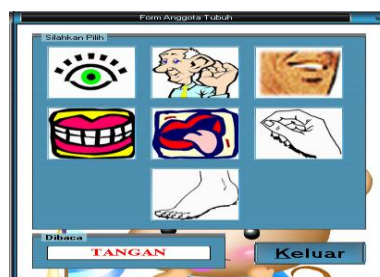 Form Anggota Tubuh
Silahkan Pilih
Dibaca
TANGAN
Keluar